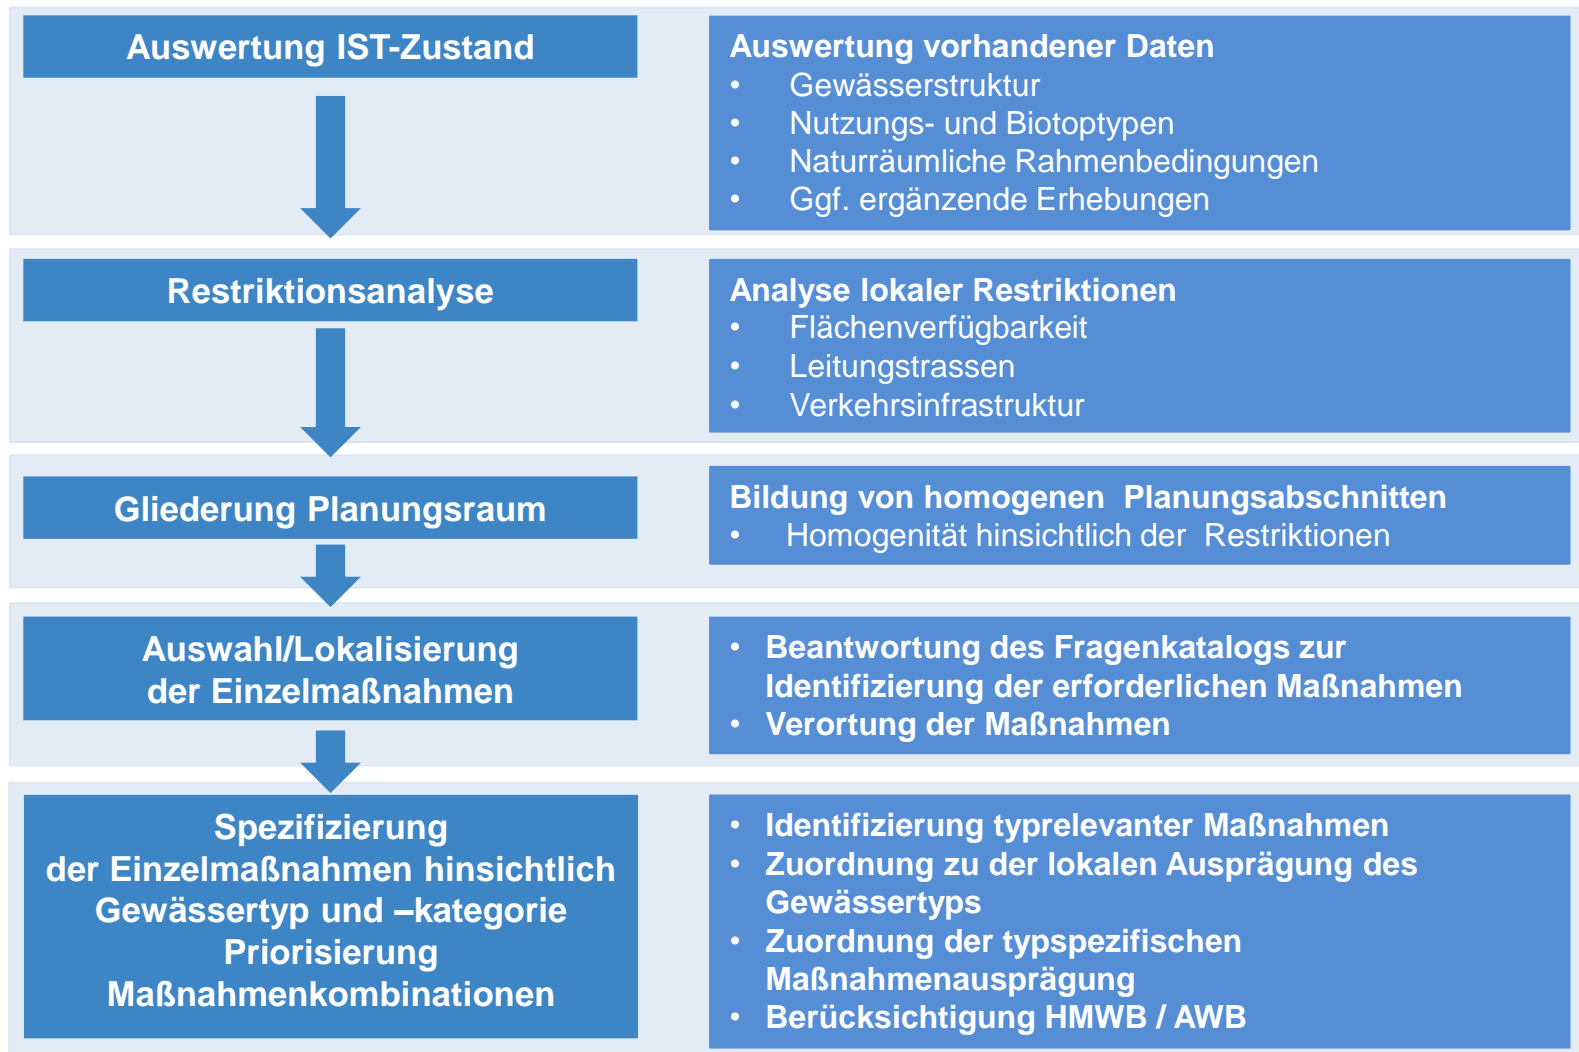 Auswertung IST-Zustand
Auswertung vorhandener Daten
• Gewässerstruktur
• Nutzungs- und Biotoptypen
• Naturräumliche Rahmenbedingungen
• Ggf. ergänzende Erhebungen
Restriktionsanalyse
Analyse lokaler Restriktionen
• Flächenverfügbarkeit
• Leitungstrassen
• Verkehrsinfrastruktur
Gliederung Planungsraum
Bildung von homogenen Planungsabschnitten
• Homogenität hinsichtlich der Restriktionen
Auswahl/Lokalisierung
der Einzelmaßnahmen
• Beantwortung des Fragenkatalogs zur
Identifizierung der erforderlichen Maßnahmen
• Verortung der Maßnahmen
Spezifizierung
der Einzelmaßnahmen hinsichtlich
Gewässertyp und –kategorie
Priorisierung
Maßnahmenkombinationen
• Identifizierung typrelevanter Maßnahmen
• Zuordnung zu der lokalen Ausprägung des
Gewässertyps
• Zuordnung der typspezifischen
Maßnahmenausprägung
• Berücksichtigung HMWB / AWB